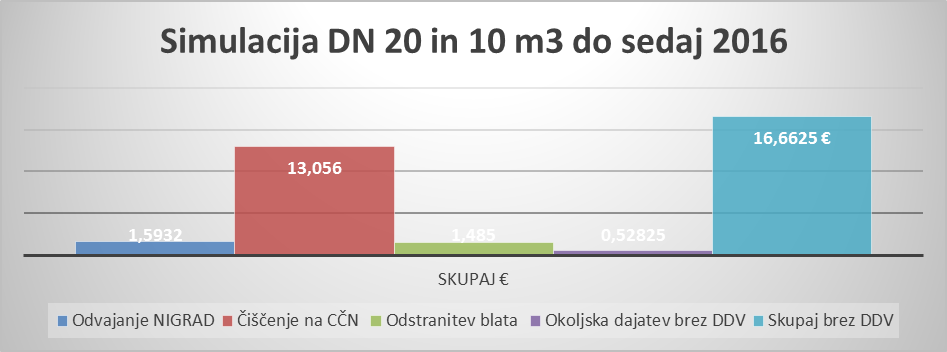 Simulacija DN 20 in 10 m3 do sedaj 2016
16,6625 €
13,056
1,5932
1,485
0,52825
SKUPAJ €
Odvajanje NIGRAD
Čiščenje na CČN
Odstranitev blata
Okoljska dajatev brez DDV
Skupaj brez DDV